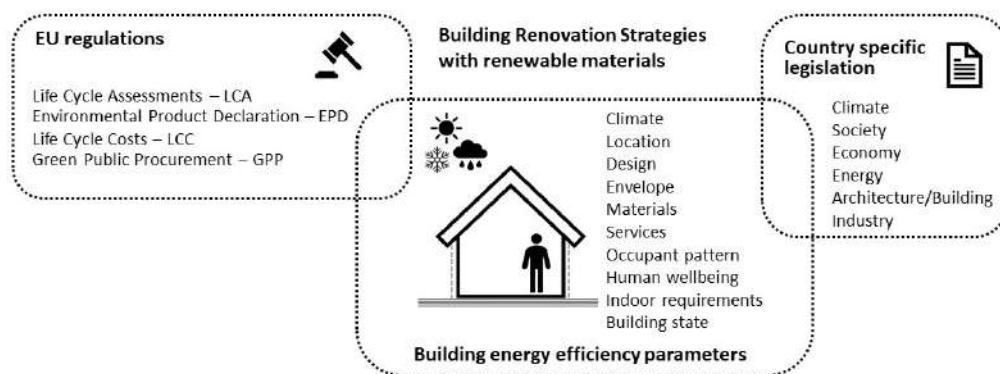 EU regulations
Life Cycle Assessments – LCA
Environmental Product Declaration – EPD
Life Cycle Costs – LCC
Green Public Procurement – GPP
Building Renovation Strategies
with renewable materials
Climate
Location
Design
Envelope
Materials
Services
Occupant pattern
Human wellbeing
Indoor requirements
Building state
Building energy efficiency parameters
Country specific
legislation
Climate
Society
Economy
Energy
Architecture/Building
Industry